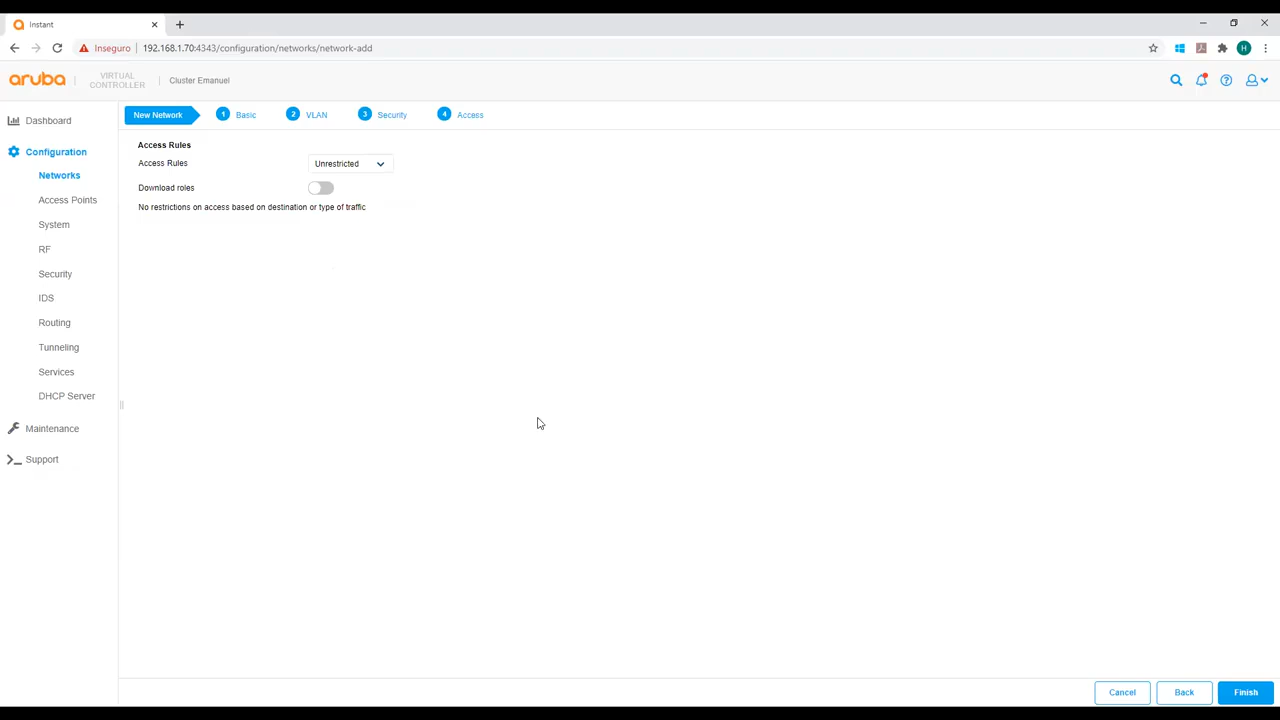 Instant
Inseguro 192.168.1.70:4343/configuration/networks/network-add
H
aruba VIRTUAL CONTROLLER Cluster Emanuel
New Network 1 Basic 2 VLAN 3 Security 4 Access
Dashboard
Configuration
Networks
Access Points
System
RF
Security
IDS
Routing
Tunneling
Services
DHCP Server
Maintenance
Support
Access Rules
Access Rules Unrestricted
Download roles
No restrictions on access based on destination or type of traffic
Cancel Back Finish